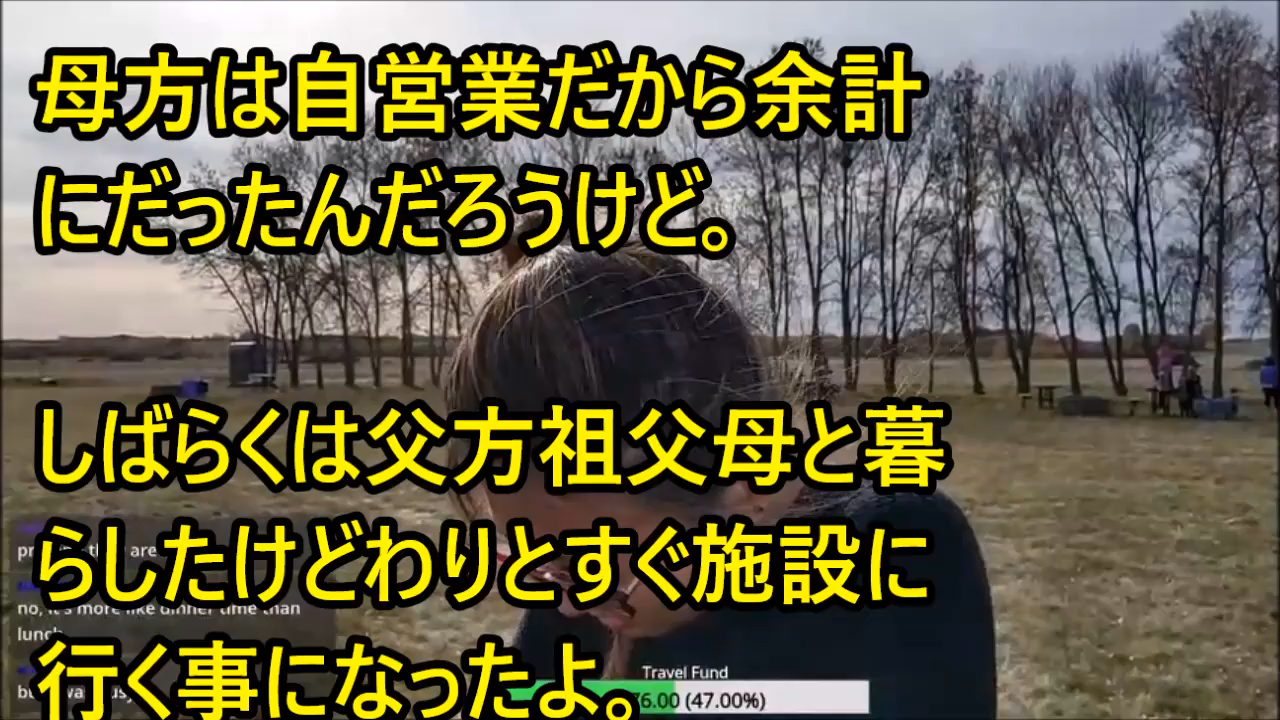 母方は自営業だから余計
にだったんだろうけど。
しばらくは父方祖父母と暮
らしたけどわりとすぐ施設に
行く事になったよ。
are
no, it's more like dinner time than
lunch
Travel Fund
6.00 (47.00%)